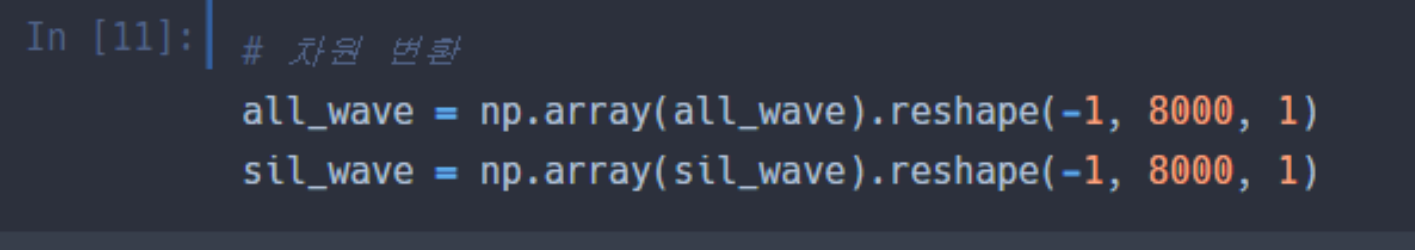 In [11]: # 차원 변환
all_wave = np.array(all_wave).reshape(-1, 8000, 1)
sil_wave = np.array(sil_wave).reshape(-1, 8000, 1)